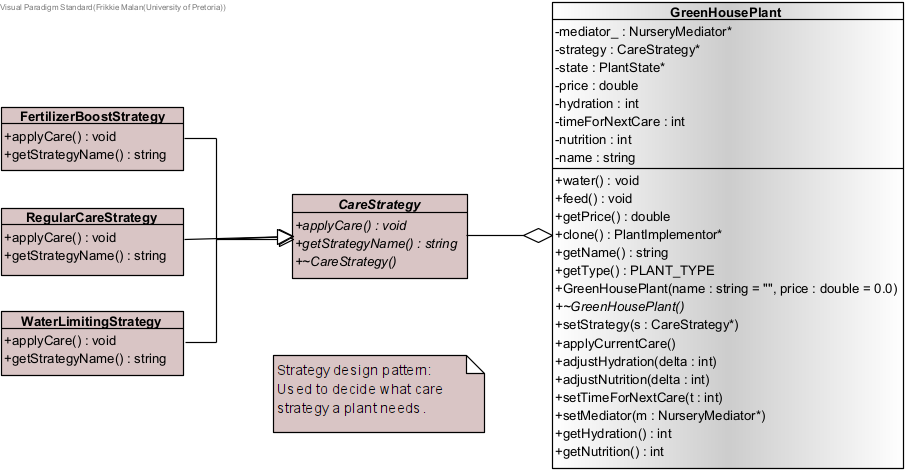 Visual Paradigm Standard(Frikkie Malan(University of Pretoria))
FertilizerBoostStrategy
+applyCare() : void
+getStrategyName() : string
RegularCareStrategy
+applyCare() : void
+getStrategyName() : string
WaterLimitingStrategy
+applyCare() : void
+getStrategyName() : string
CareStrategy
+applyCare() : void
+getStrategyName() : string
+~CareStrategy()
Strategy design pattern:
Used to decide what care
strategy a plant needs.
GreenHousePlant
-mediator_ : NurseryMediator*
-strategy : CareStrategy*
-state : PlantState*
-price : double
-hydration : int
-timeForNextCare : int
-nutrition : int
-name : string
+water() : void
+feed() : void
+getPrice() : double
+clone() : PlantImplementor*
+getName() : string
+getType() : PLANT_TYPE
+GreenHousePlant(name : string = "", price : double = 0.0)
+~GreenHousePlant()
+setStrategy(s : CareStrategy*)
+applyCurrentCare()
+adjustHydration(delta : int)
+adjustNutrition(delta : int)
+setTimeForNextCare(t : int)
+setMediator(m : NurseryMediator*)
+getHydration() : int
+getNutrition() : int